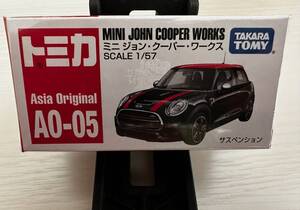 トミカ
MINI JOHN COOPER WORKS
ミニ ジョン・クーパー・ワークス
SCALE 1/57
TAKARA
TOMY
Asia Original
AO-05
サスペンション